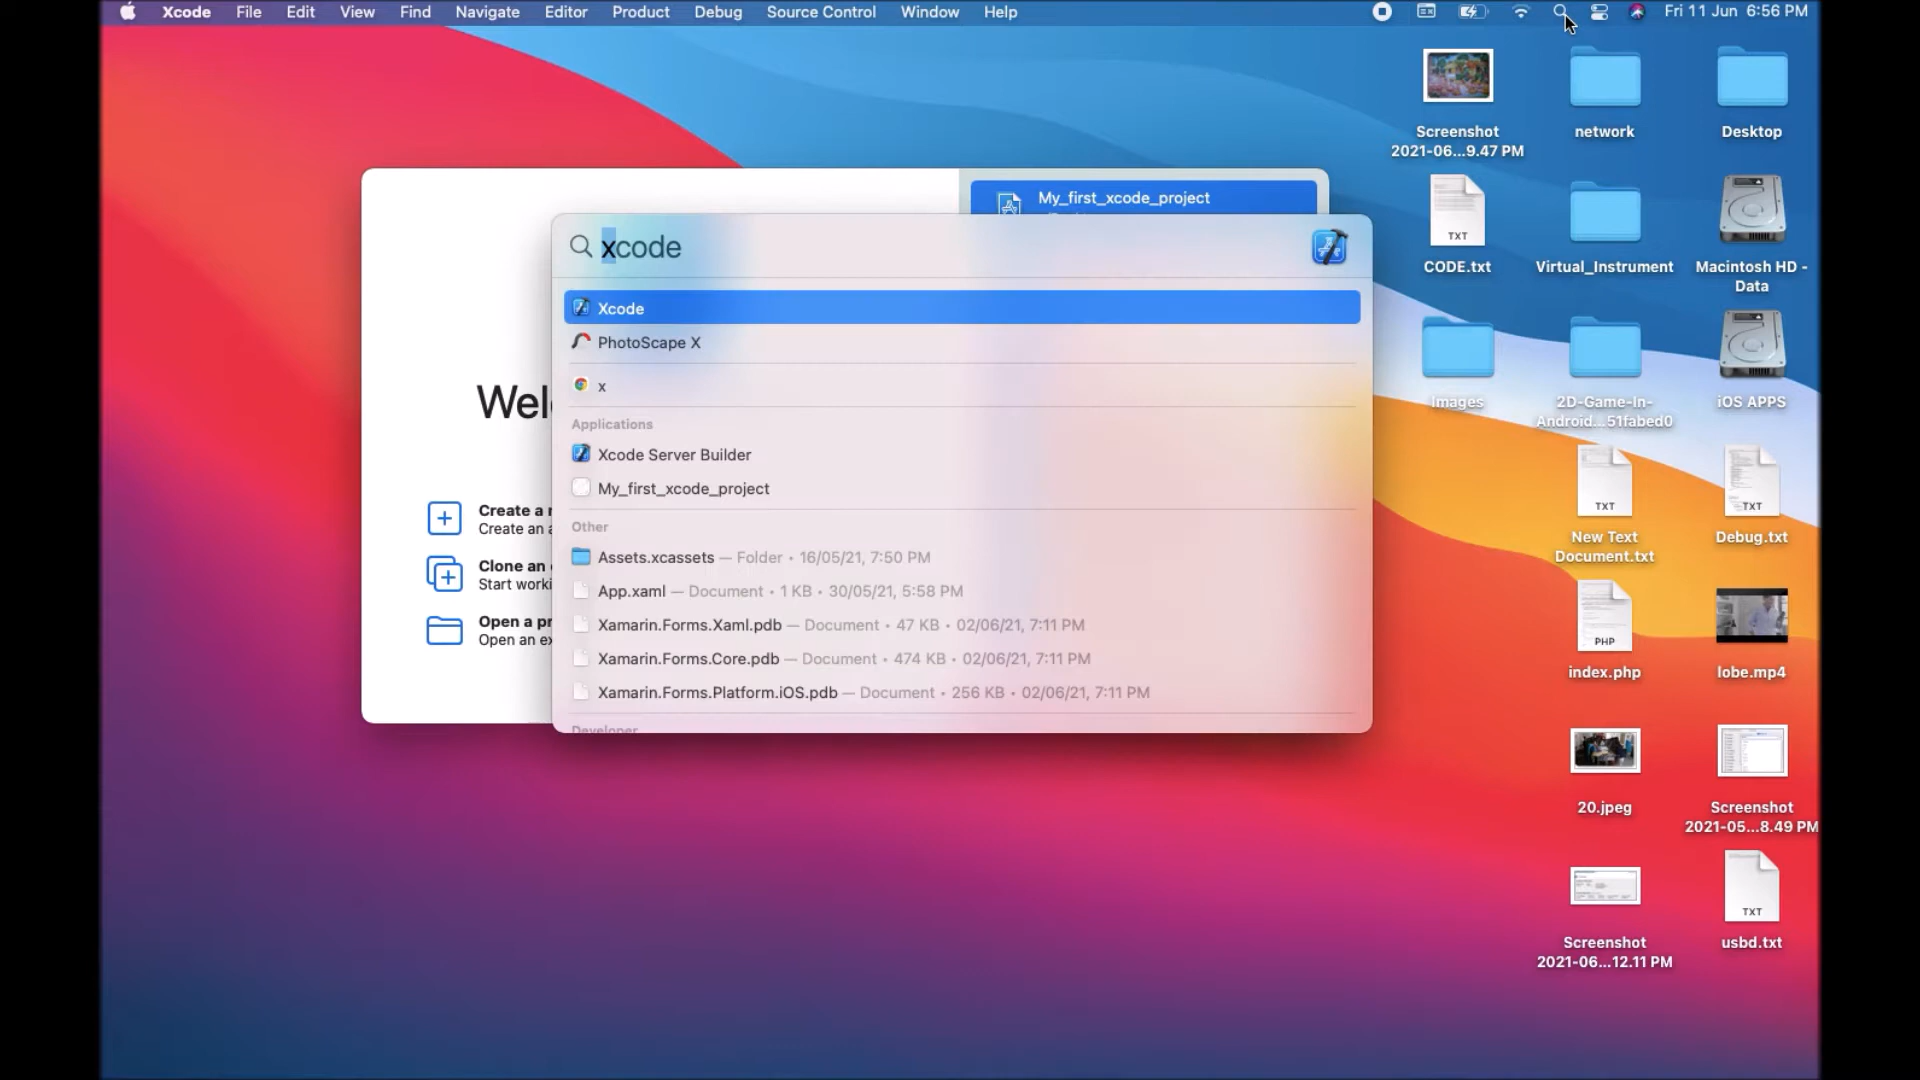 Xcode File Edit View Find Navigate Editor Product Debug Source Control Window Help
Fri 11 Jun 6:56 PM
My_first_xcode_project
xcode
Xcode
PhotoScape X
x
Applications
Xcode Server Builder
My_first_xcode_project
Other
Assets.xcassets — Folder • 16/05/21, 7:50 PM
App.xaml — Document • 1 KB • 30/05/21, 5:58 PM
Xamarin.Forms.Xaml.pdb — Document • 47 KB • 02/06/21, 7:11 PM
Xamarin.Forms.Core.pdb — Document • 474 KB • 02/06/21, 7:11 PM
Xamarin.Forms.Platform.iOS.pdb — Document • 256 KB • 02/06/21, 7:11 PM
Developer
Wel
Create a
Create an a
Clone an
Start worki
Open a pr
Open an ex
Screenshot
2021-06...9.47 PM
network
Desktop
TXT
CODE.txt
Virtual_Instrument
Macintosh HD -
Data
Images
2D-Game-In-
Android...51fabed0
iOS APPS
TXT
New Text
Document.txt
TXT
Debug.txt
PHP
index.php
lobe.mp4
20.jpeg
Screenshot
2021-05...8.49 PM
Screenshot
2021-06...12.11 PM
TXT
usbd.txt